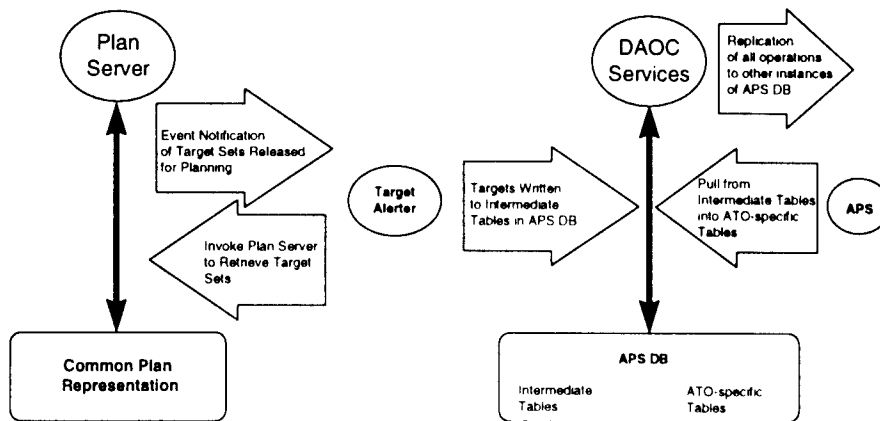 Plan
Server
DAOC
Services
Replication
of all operations
to other instances
of APS DB
Event Notification
of Target Sets Released
for Planning
Target
Alerter
Targets Written
to Intermediate
Tables in APS DB
Pull from
Intermediate Tables
into ATO-specific
Tables
APS
Invoke Plan Server
to Retrieve Target
Sets
Common Plan
Representation
APS DB
Intermediate
Tables
ATO-specific
Tables